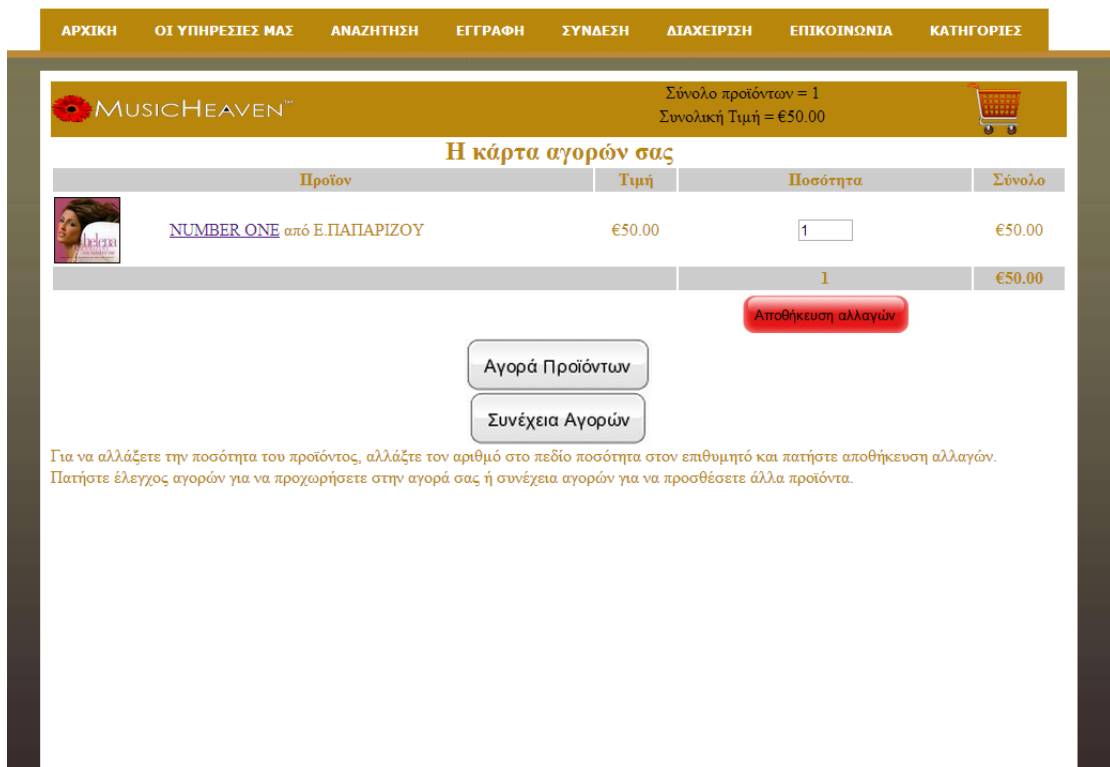 ΑΡΧΙΚΗ ΟΙ ΥΠΗΡΕΣΙΕΣ ΜΑΣ ΑΝΑΖΗΤΗΣΗ ΕΓΓΡΑΦΗ ΣΥΝΔΕΣΗ ΔΙΑΧΕΙΡΙΣΗ ΕΠΙΚΟΙΝΩΝΙΑ ΚΑΤΗΓΟΡΙΕΣ
MUSICHEAVEN™
Σύνολο προϊόντων = 1
Συνολική Τιμή = €50.00
Η κάρτα αγορών σας
Προϊον Τιμή Ποσότητα Σύνολο
helena
NUMBER ONE από Ε.ΠΑΠΑΡΙΖΟΥ €50.00 1 €50.00
1 €50.00
Αποθήκευση αλλαγών
Αγορά Προϊόντων
Συνέχεια Αγορών
Για να αλλάξετε την ποσότητα του προϊόντος, αλλάξτε τον αριθμό στο πεδίο ποσότητα στον επιθυμητό και πατήστε αποθήκευση αλλαγών.
Πατήστε έλεγχος αγορών για να προχωρήσετε στην αγορά σας ή συνέχεια αγορών για να προσθέσετε άλλα προϊόντα.